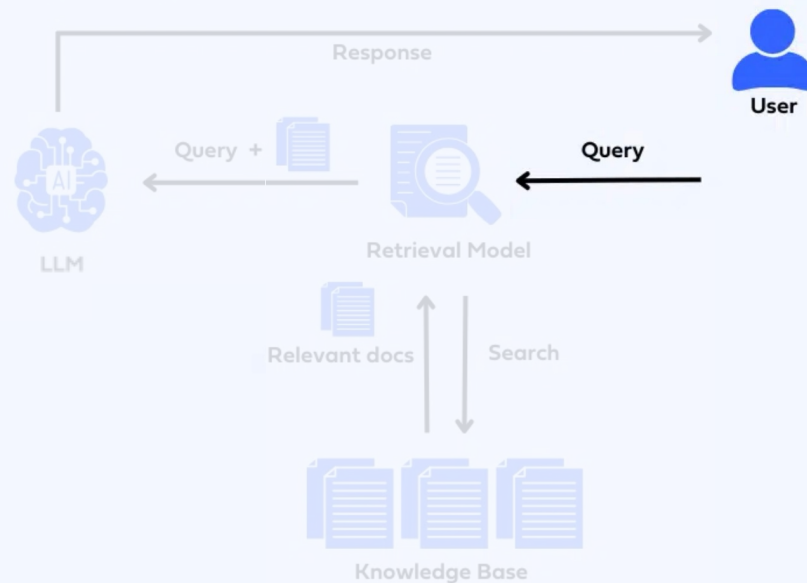 Response
User
Query +
Query
AI
Retrieval Model
LLM
Relevant docs
Search
Knowledge Base